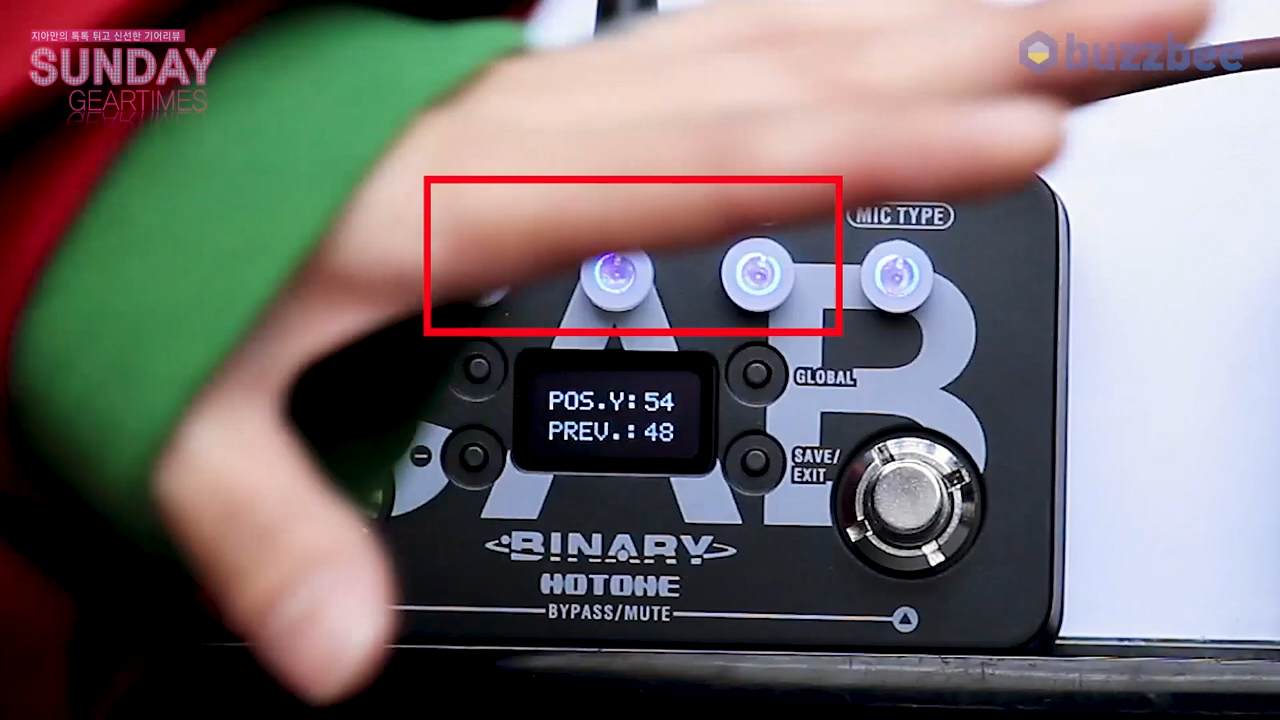 지아만의 톡톡 튀고 신선한 기어리뷰
SUNDAY
GEARTIMES
buzzbee
MIC TYPE
GLOBAL
POS.Y: 54
PREV.: 48
SAVE/
EXIT
CAB
BINARY
HOTONE
BYPASS/MUTE